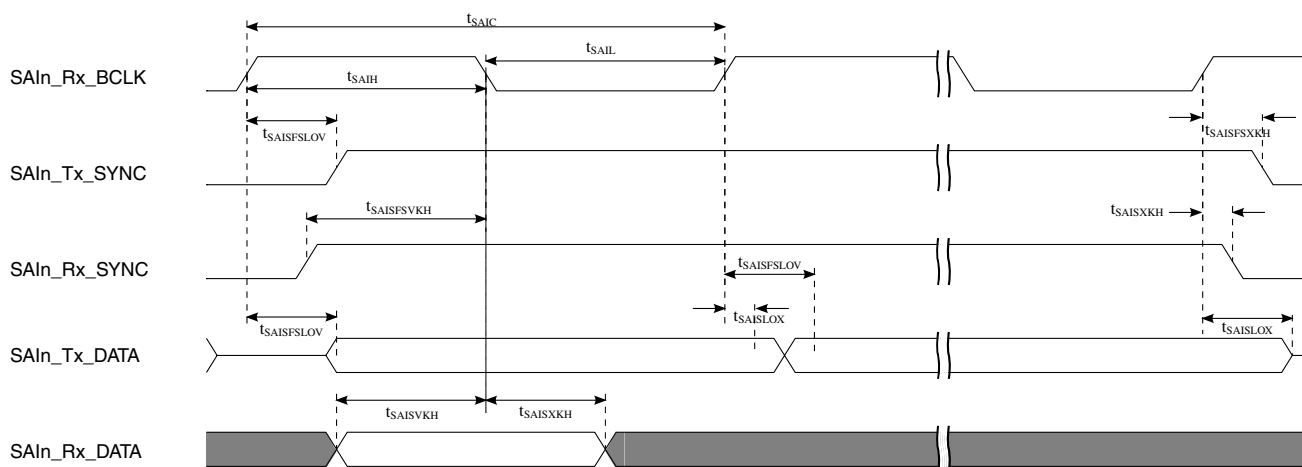 tSAIC
tSAIL
SAIn_Rx_BCLK
tSAIH
tSAISFSLOV
tSAISFSXKH
SAIn_Tx_SYNC
tSAISFSVKH
tSAISXKH
SAIn_Rx_SYNC
tSAISFSLOV
tSAISLOX
tSAISFSLOV
tSAISLOX
SAIn_Tx_DATA
tSAISVKH
tSAISXKH
SAIn_Rx_DATA